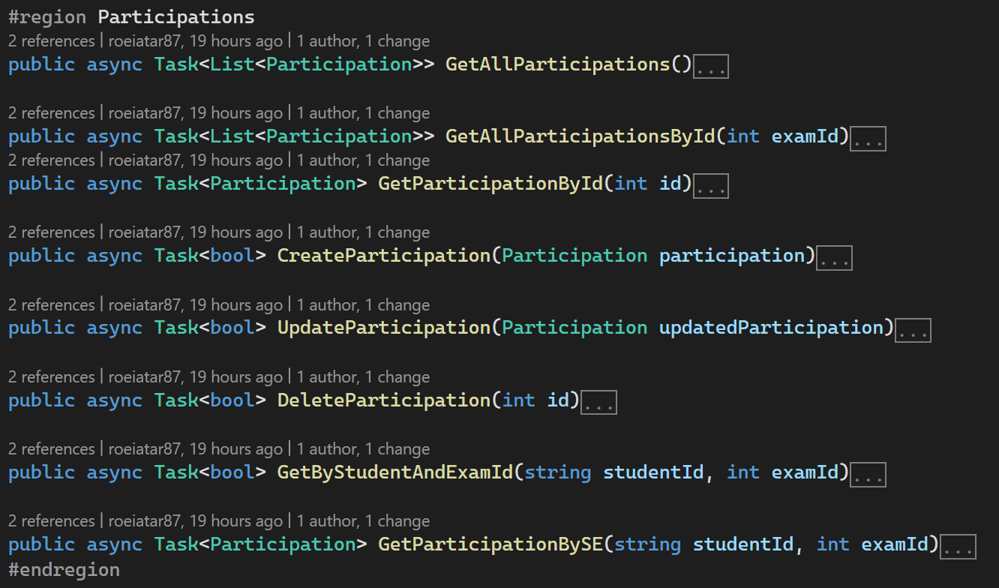 #region Participations
2 references | roeiatar87, 19 hours ago | 1 author, 1 change
public async Task<List<Participation>> GetAllParticipations()...
2 references | roeiatar87, 19 hours ago | 1 author, 1 change
public async Task<List<Participation>> GetAllParticipationsById(int examId)...
2 references | roeiatar87, 19 hours ago | 1 author, 1 change
public async Task<Participation> GetParticipationById(int id)...
2 references | roeiatar87, 19 hours ago | 1 author, 1 change
public async Task<bool> CreateParticipation(Participation participation)...
2 references | roeiatar87, 19 hours ago | 1 author, 1 change
public async Task<bool> UpdateParticipation(Participation updatedParticipation)...
2 references | roeiatar87, 19 hours ago | 1 author, 1 change
public async Task<bool> DeleteParticipation(int id)...
2 references | roeiatar87, 19 hours ago | 1 author, 1 change
public async Task<bool> GetByStudentAndExamId(string studentId, int examId)...
2 references | roeiatar87, 19 hours ago | 1 author, 1 change
public async Task<Participation> GetParticipationBySE(string studentId, int examId)...
#endregion